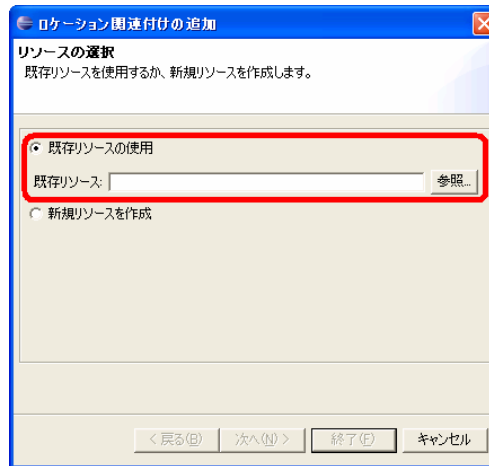 ロケーション関連付けの追加
リソースの選択
既存リソースを使用するか、新規リソースを作成します。
既存リソースの使用
既存リソース: 参照...
新規リソースを作成
< 戻る(B) 次へ(N) > 終了(F) キャンセル